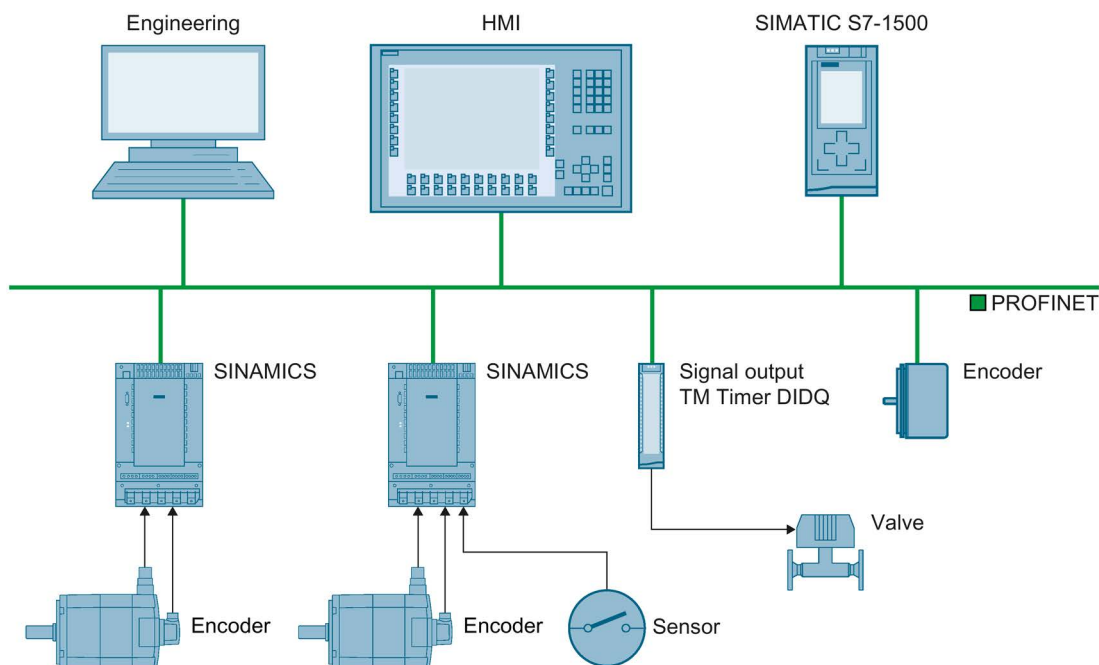 Engineering
HMI
SIMATIC S7-1500
PROFINET
SINAMICS
SINAMICS
Signal output
TM Timer DIDQ
Encoder
Valve
Encoder
Encoder
Sensor